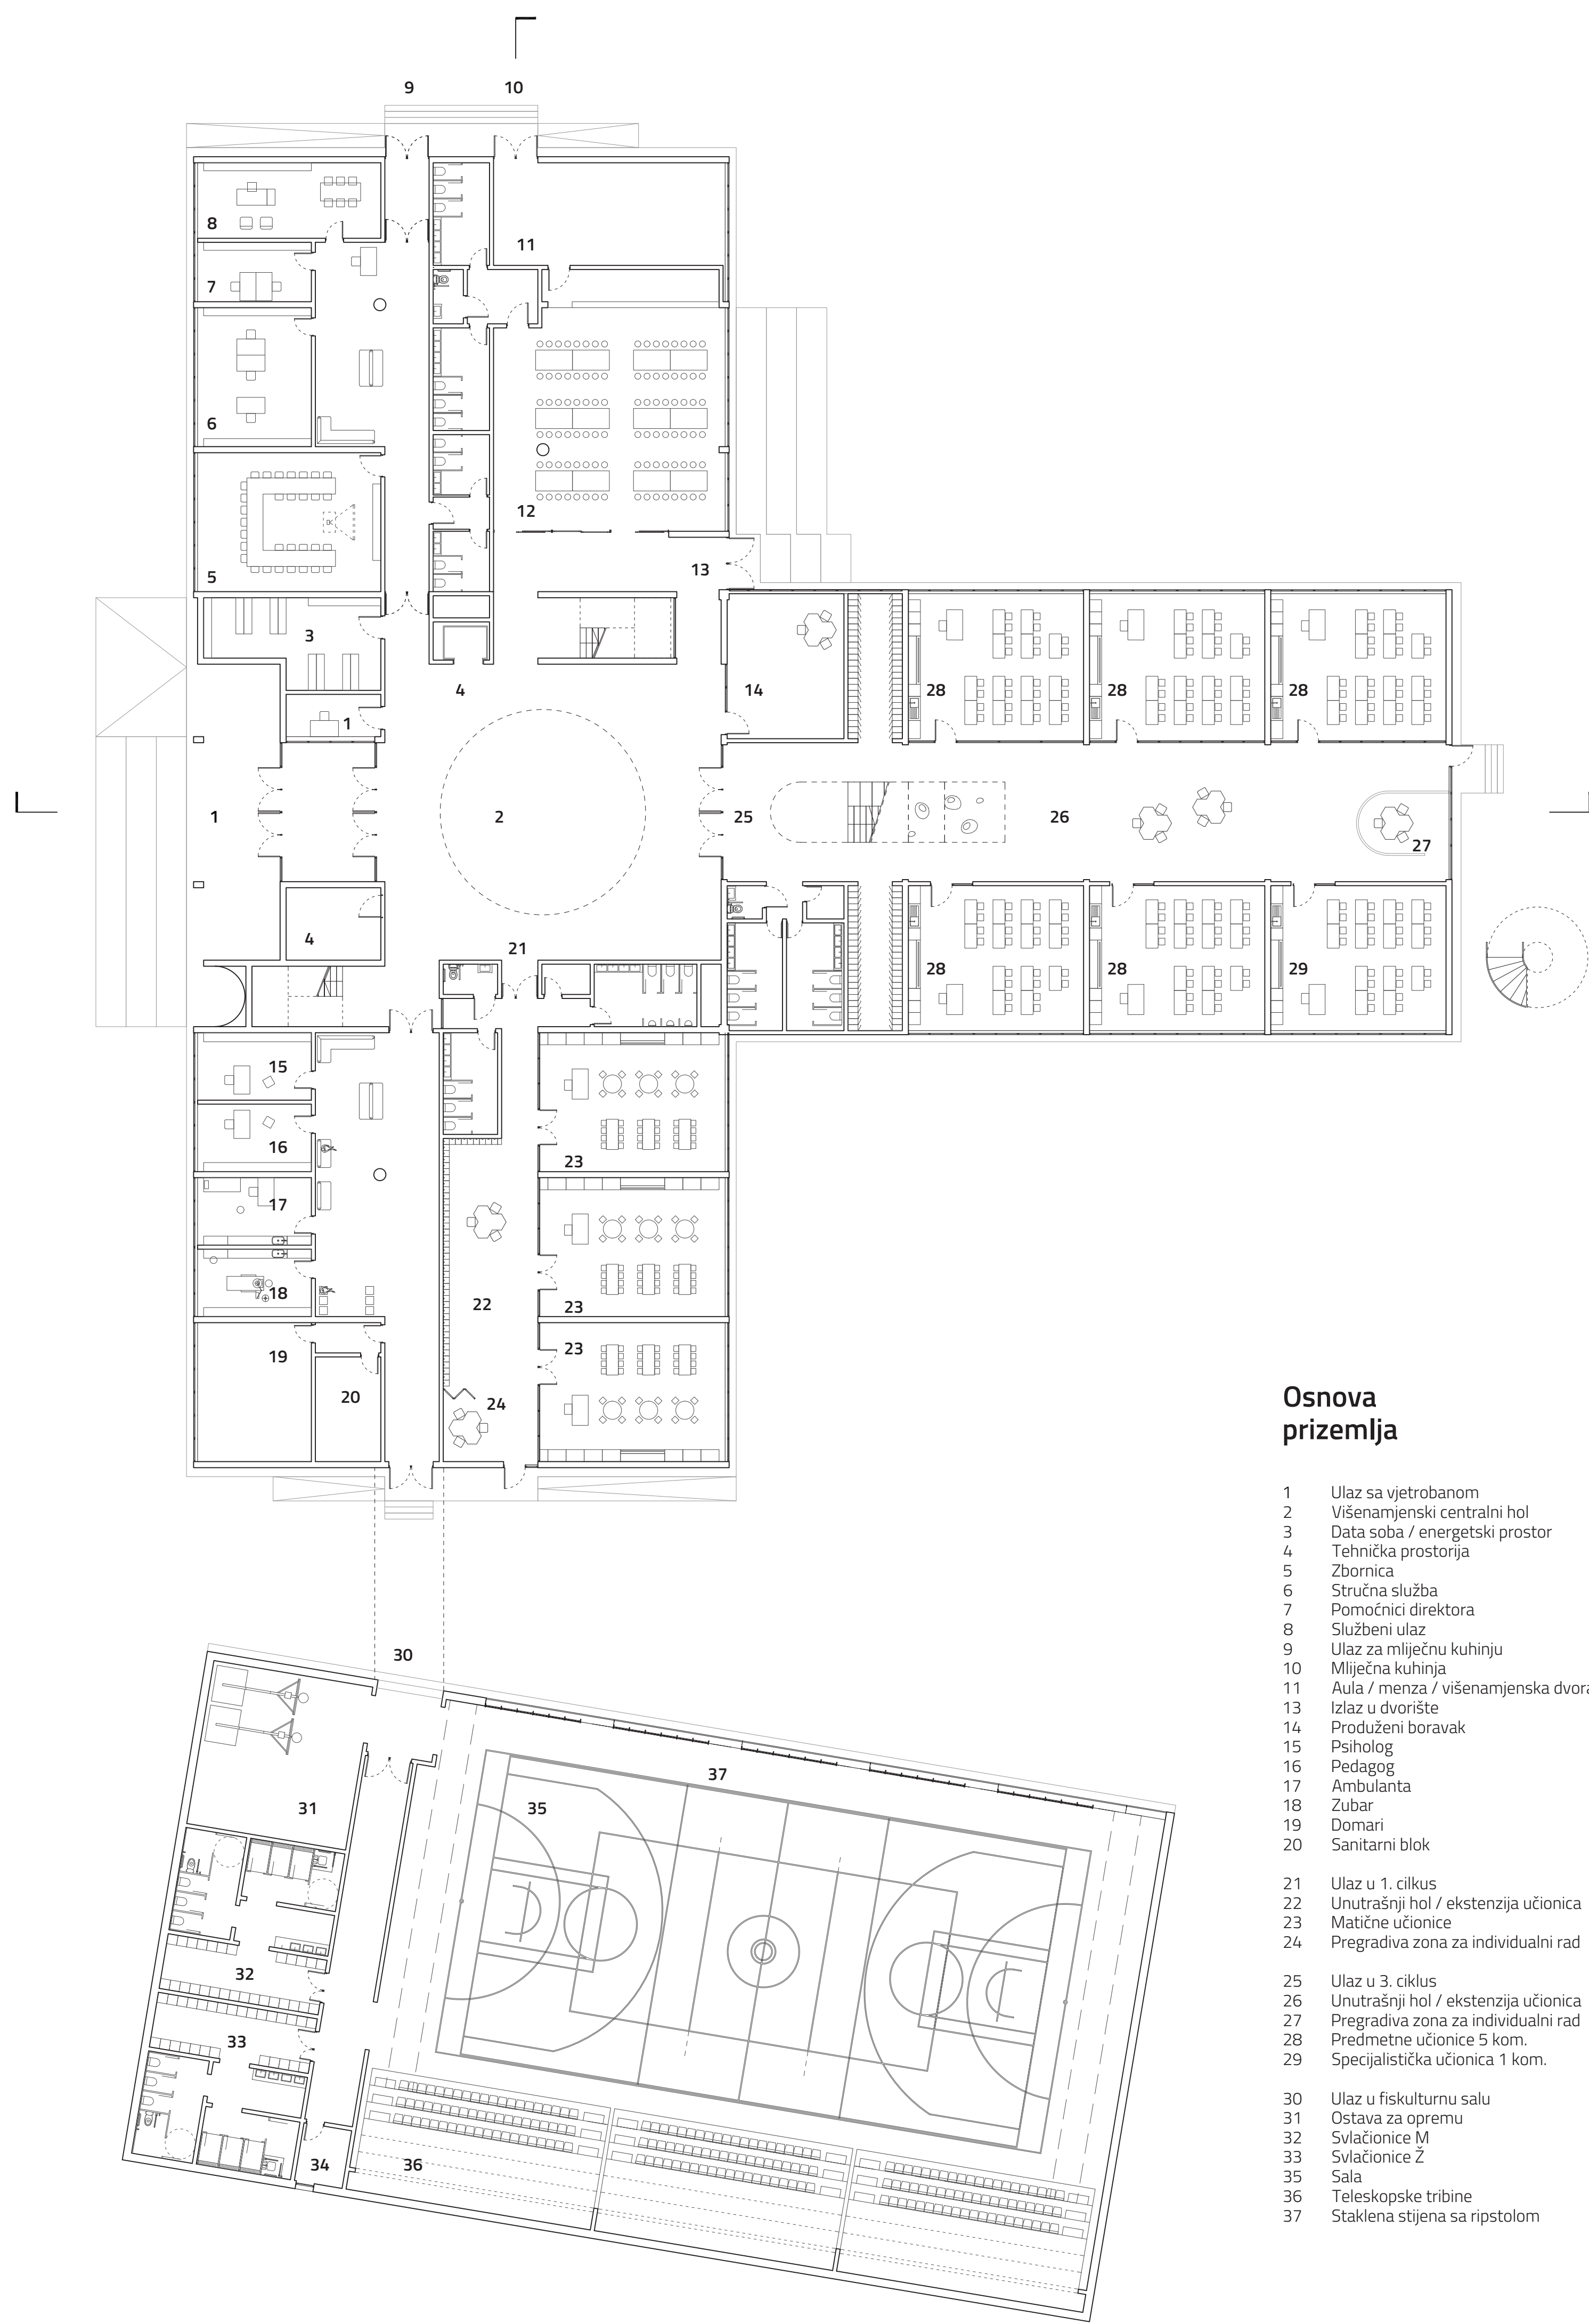 9 10
8
11
7
6
12
5
13
3
4
14
28 28 28
1
1
2
25
26
27
4
21
28 28 29
15
16
23
17
22
18
23
19
23
20
24
30
37
35
31
32
33
34
36
Osnova
prizemlja
1 Ulaz sa vjetrobanom
2 Višenamjenski centralni hol
3 Data soba / energetski prostor
4 Tehnička prostorija
5 Zbornica
6 Stručna služba
7 Pomoćnici direktora
8 Službeni ulaz
9 Ulaz za mliječnu kuhinju
10 Mliječna kuhinja
11 Aula / menza / višenamjenska dvora
13 Izlaz u dvorište
14 Produženi boravak
15 Psiholog
16 Pedagog
17 Ambulanta
18 Zubar
19 Domari
20 Sanitarni blok
21 Ulaz u 1. cilkus
22 Unutrašnji hol / ekstenzija učionica
23 Matične učionice
24 Pregradiva zona za individualni rad
25 Ulaz u 3. ciklus
26 Unutrašnji hol / ekstenzija učionica
27 Pregradiva zona za individualni rad
28 Predmetne učionice 5 kom.
29 Specijalistička učionica 1 kom.
30 Ulaz u fiskulturnu salu
31 Ostava za opremu
32 Svlačionice M
33 Svlačionice Ž
35 Sala
36 Teleskopske tribine
37 Staklena stijena sa ripstolom